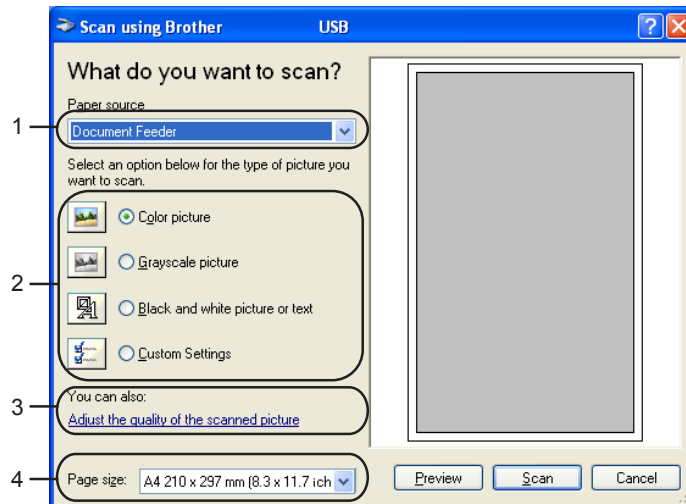 Scan using Brother USB
What do you want to scan?
Paper source
1
Document Feeder
Select an option below for the type of picture you
want to scan.
2
Color picture
Grayscale picture
Black and white picture or text
Custom Settings
3
You can also:
Adjust the quality of the scanned picture
4
Page size:
A4 210 x 297 mm (8.3 x 11.7 ich
Preview
Scan
Cancel